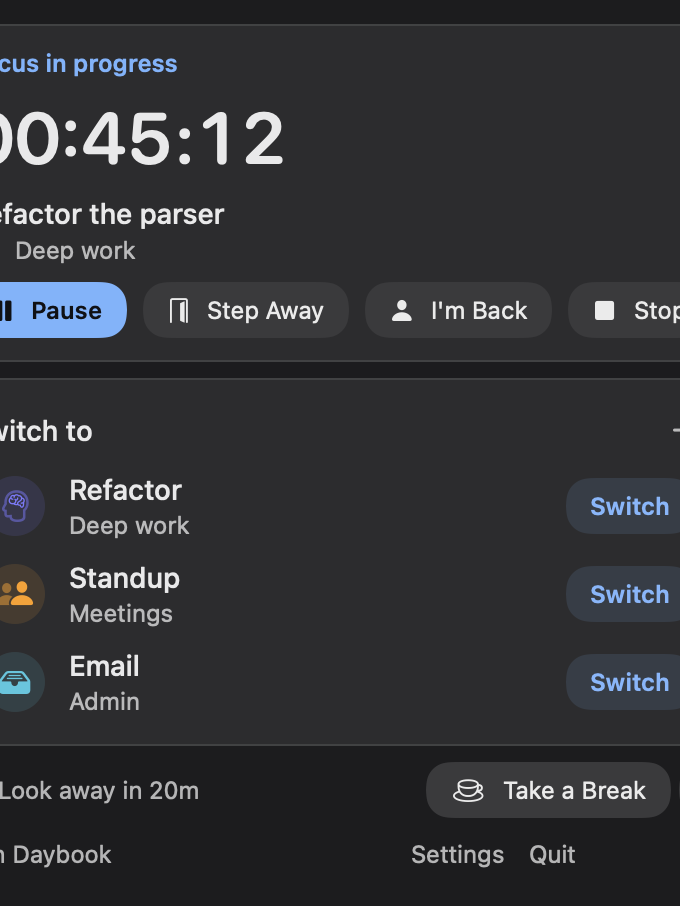 cus in progress
00:45:12
efactor the parser
Deep work
Pause Step Away I'm Back Stop
witch to
Refactor
Deep work
Switch
Standup
Meetings
Switch
Email
Admin
Switch
Look away in 20m
Take a Break
n Daybook
Settings Quit